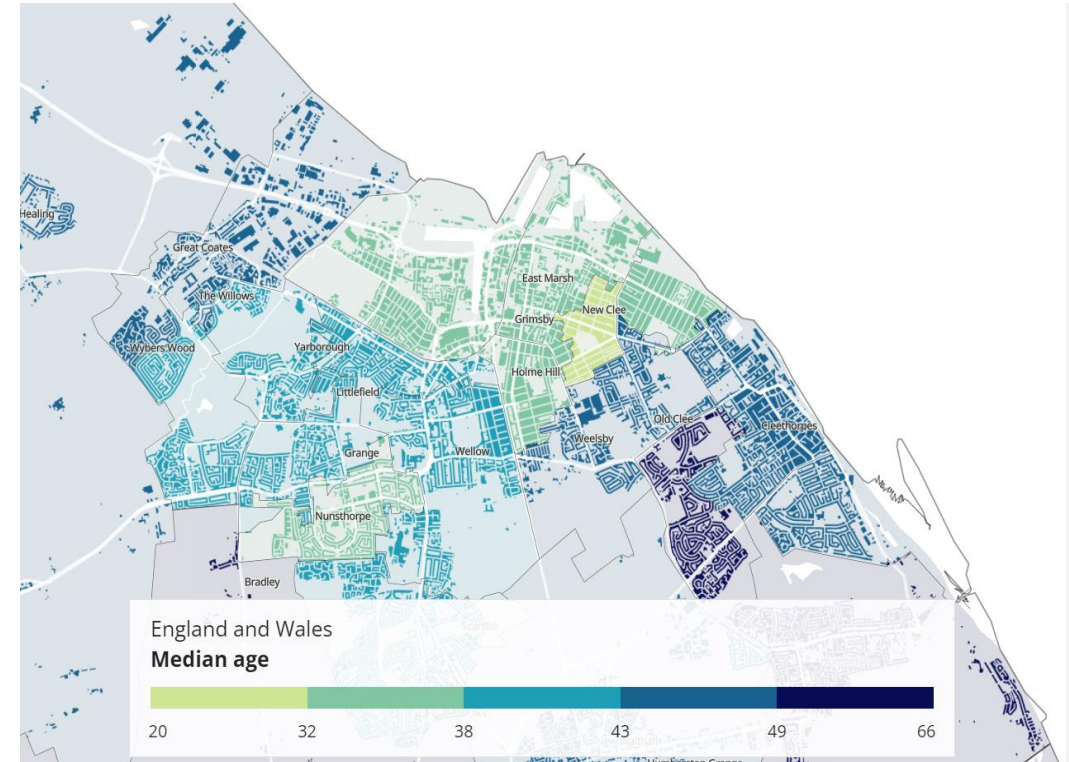 Healing
Great Coates
The Willows
East Marsh
New Clee
Grimsby
Wybers Wood
Yarborough
Holme Hill
Littlefield
Old Clee
Cleethorpes
Weelsby
Grange
Wellow
Nunsthorpe
Bradley
Scartho
England and Wales
Median age
20 32 38 43 49 66